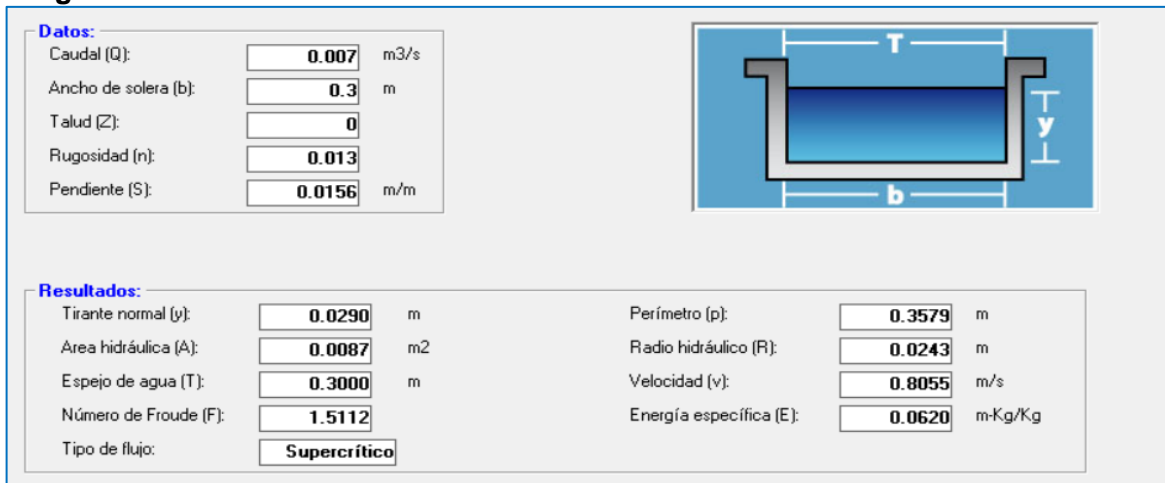 Datos:
Caudal (Q): 0.007 m3/s
Ancho de solera (b): 0.3 m
Talud (Z): 0
Rugosidad (n): 0.013
Pendiente (S): 0.0156 m/m
T
y
b
Resultados:
Tirante normal (y): 0.0290 m Perímetro (p): 0.3579 m
Area hidráulica (A): 0.0087 m2 Radio hidráulico (R): 0.0243 m
Espejo de agua (T): 0.3000 m Velocidad (v): 0.8055 m/s
Número de Froude (F): 1.5112 Energía específica (E): 0.0620 m-Kg/Kg
Tipo de flujo: Supercrítico